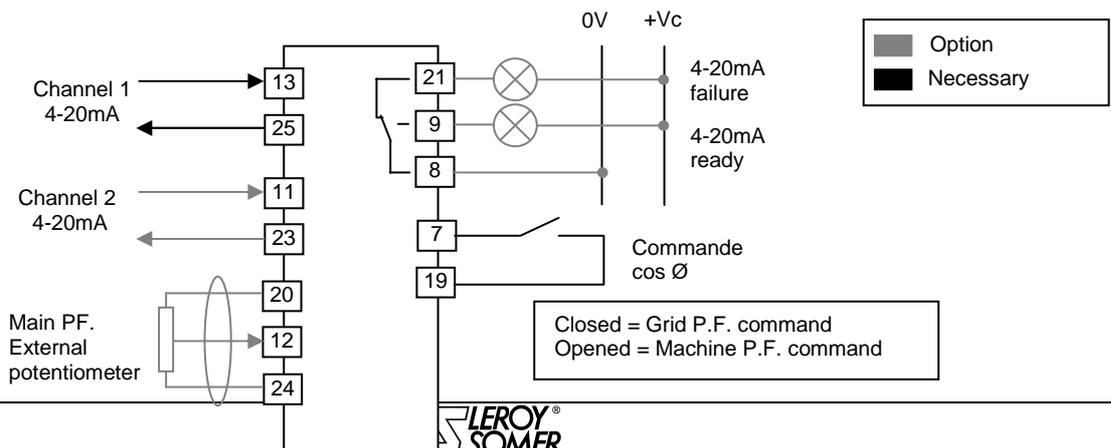 0V +Vc
Option
Necessary
Channel 1
4-20mA
13
25
21
9
8
4-20mA
failure
4-20mA
ready
Channel 2
4-20mA
11
23
7
19
Commande
cos Ø
Main PF.
External
potentiometer
20
12
24
Closed = Grid P.F. command
Opened = Machine P.F. command
LEROY®
SOMER